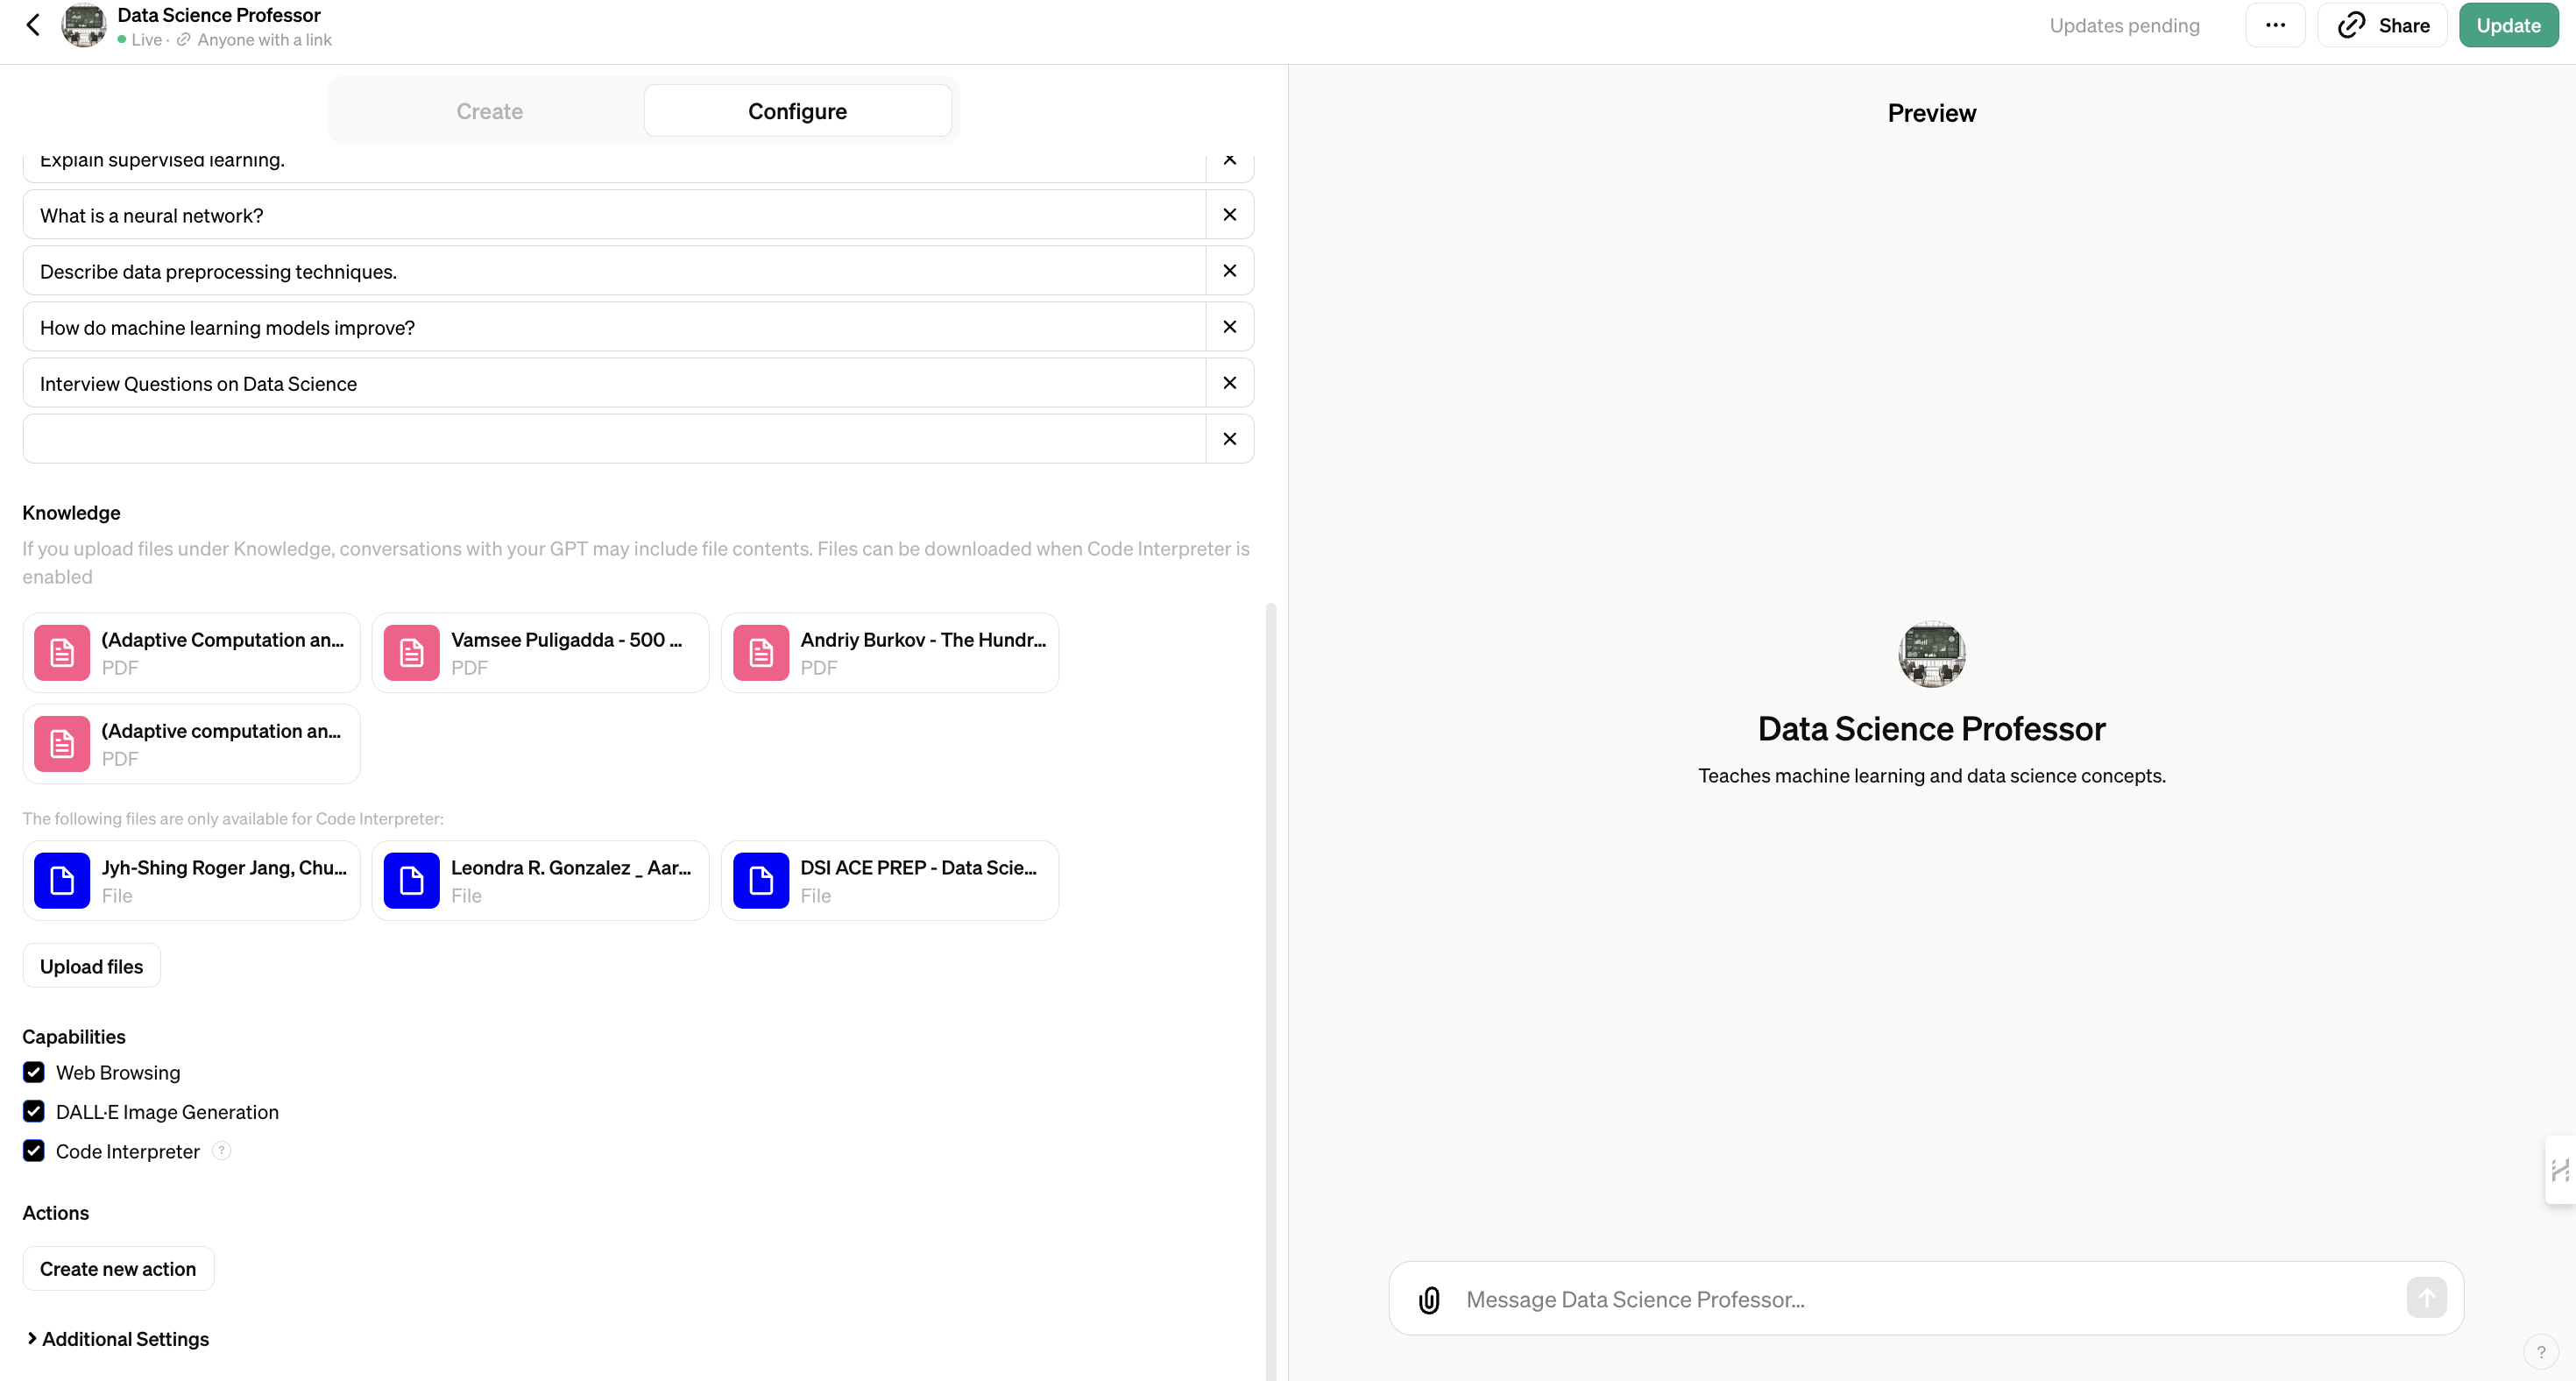 Data Science Professor
Live · Anyone with a link
Updates pending
Share
Update
Create
Configure
Explain supervised learning.
What is a neural network?
Describe data preprocessing techniques.
How do machine learning models improve?
Interview Questions on Data Science
Knowledge
If you upload files under Knowledge, conversations with your GPT may include file contents. Files can be downloaded when Code Interpreter is
enabled
(Adaptive Computation an...
PDF
Vamsee Puligadda - 500 ...
PDF
Andriy Burkov - The Hundr...
PDF
(Adaptive computation an...
PDF
The following files are only available for Code Interpreter:
Jyh-Shing Roger Jang, Chu...
File
Leondra R. Gonzalez _ Aar...
File
DSI ACE PREP - Data Scie...
File
Upload files
Capabilities
Web Browsing
DALL·E Image Generation
Code Interpreter ?
Actions
Create new action
Additional Settings
Preview
Data Science Professor
Teaches machine learning and data science concepts.
Message Data Science Professor...
?